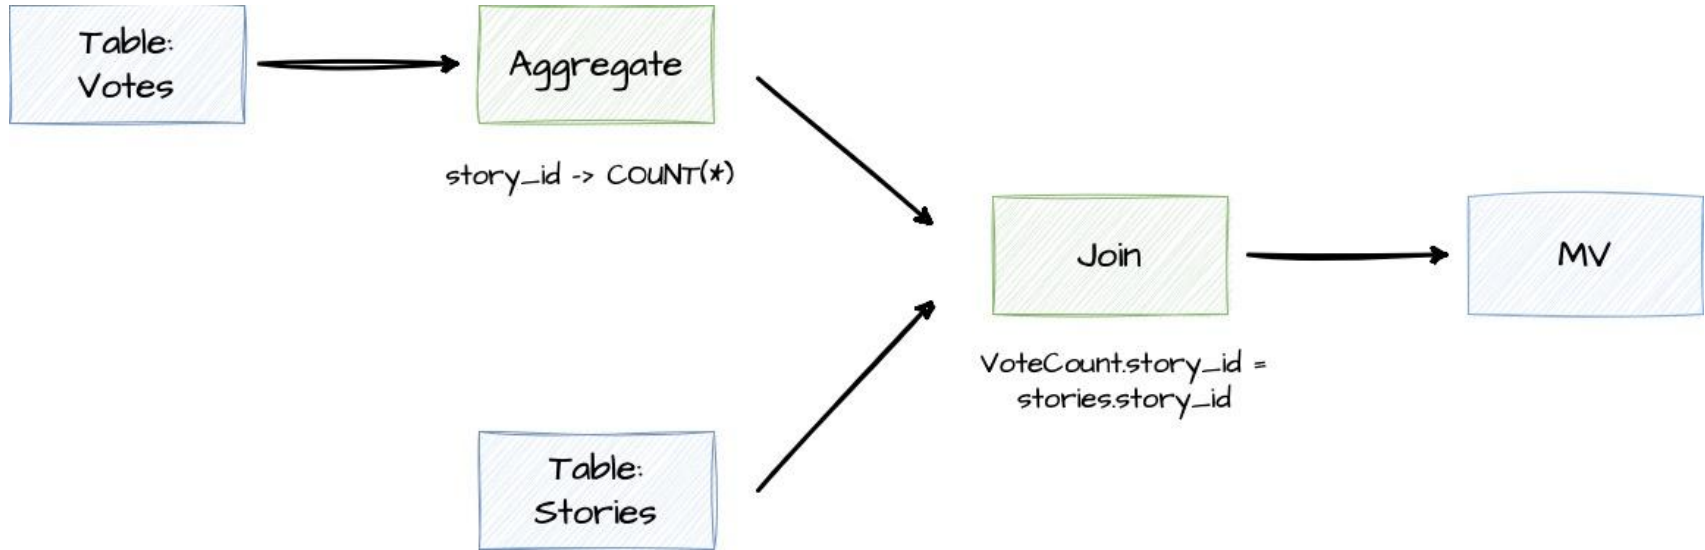 Table:
Votes
Aggregate
story_id -> COUNT(*)
Join
VoteCount.story_id =
stories.story_id
MV
Table:
Stories